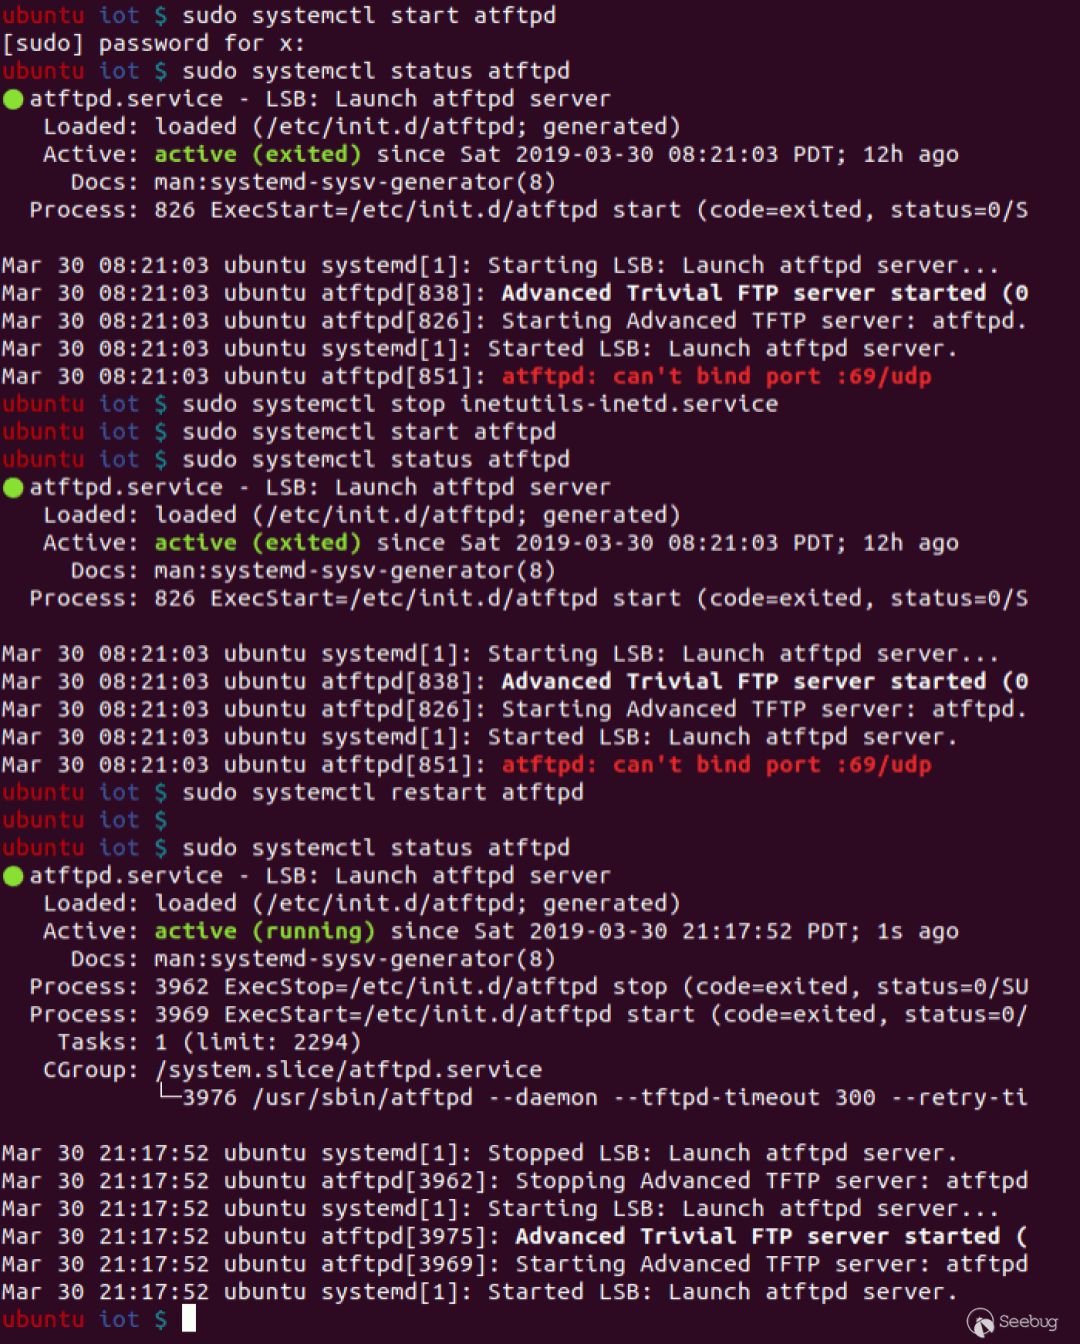 ubuntu iot $ sudo systemctl start atftpd
[sudo] password for x:
ubuntu iot $ sudo systemctl status atftpd
atftpd.service - LSB: Launch atftpd server
Loaded: loaded (/etc/init.d/atftpd; generated)
Active: active (exited) since Sat 2019-03-30 08:21:03 PDT; 12h ago
Docs: man:systemd-sysv-generator(8)
Process: 826 ExecStart=/etc/init.d/atftpd start (code=exited, status=0/S
Mar 30 08:21:03 ubuntu systemd[1]: Starting LSB: Launch atftpd server...
Mar 30 08:21:03 ubuntu atftpd[838]: Advanced Trivial FTP server started (0
Mar 30 08:21:03 ubuntu atftpd[826]: Starting Advanced TFTP server: atftpd.
Mar 30 08:21:03 ubuntu systemd[1]: Started LSB: Launch atftpd server.
Mar 30 08:21:03 ubuntu atftpd[851]: atftpd: can't bind port :69/udp
ubuntu iot $ sudo systemctl stop inetutils-inetd.service
ubuntu iot $ sudo systemctl start atftpd
ubuntu iot $ sudo systemctl status atftpd
atftpd.service - LSB: Launch atftpd server
Loaded: loaded (/etc/init.d/atftpd; generated)
Active: active (exited) since Sat 2019-03-30 08:21:03 PDT; 12h ago
Docs: man:systemd-sysv-generator(8)
Process: 826 ExecStart=/etc/init.d/atftpd start (code=exited, status=0/S
Mar 30 08:21:03 ubuntu systemd[1]: Starting LSB: Launch atftpd server...
Mar 30 08:21:03 ubuntu atftpd[838]: Advanced Trivial FTP server started (0
Mar 30 08:21:03 ubuntu atftpd[826]: Starting Advanced TFTP server: atftpd.
Mar 30 08:21:03 ubuntu systemd[1]: Started LSB: Launch atftpd server.
Mar 30 08:21:03 ubuntu atftpd[851]: atftpd: can't bind port :69/udp
ubuntu iot $ sudo systemctl restart atftpd
ubuntu iot $
ubuntu iot $ sudo systemctl status atftpd
atftpd.service - LSB: Launch atftpd server
Loaded: loaded (/etc/init.d/atftpd; generated)
Active: active (running) since Sat 2019-03-30 21:17:52 PDT; 1s ago
Docs: man:systemd-sysv-generator(8)
Process: 3962 ExecStop=/etc/init.d/atftpd stop (code=exited, status=0/SU
Process: 3969 ExecStart=/etc/init.d/atftpd start (code=exited, status=0/
Tasks: 1 (limit: 2294)
CGroup: /system.slice/atftpd.service
└─3976 /usr/sbin/atftpd --daemon --tftpd-timeout 300 --retry-ti
Mar 30 21:17:52 ubuntu systemd[1]: Stopped LSB: Launch atftpd server.
Mar 30 21:17:52 ubuntu atftpd[3962]: Stopping Advanced TFTP server: atftpd
Mar 30 21:17:52 ubuntu systemd[1]: Starting LSB: Launch atftpd server...
Mar 30 21:17:52 ubuntu atftpd[3975]: Advanced Trivial FTP server started (
Mar 30 21:17:52 ubuntu atftpd[3969]: Starting Advanced TFTP server: atftpd
Mar 30 21:17:52 ubuntu systemd[1]: Started LSB: Launch atftpd server.
ubuntu iot $
Seebug